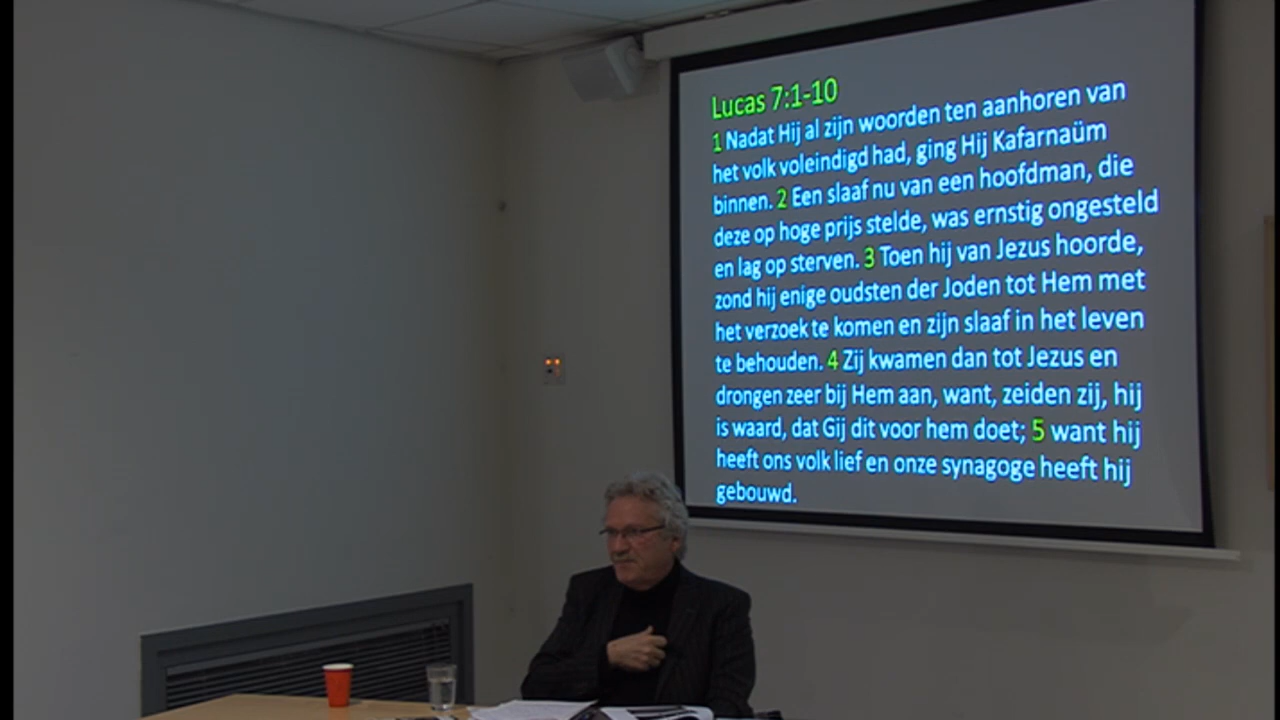 Lucas 7:1-10
1 Nadat Hij al zijn woorden ten aanhoren van
het volk voleindigd had, ging Hij Kafarnaüm
binnen. 2 Een slaaf nu van een hoofdman, die
deze op hoge prijs stelde, was ernstig ongesteld
en lag op sterven. 3 Toen hij van Jezus hoorde,
zond hij enige oudsten der Joden tot Hem met
het verzoek te komen en zijn slaaf in het leven
te behouden. 4 Zij kwamen dan tot Jezus en
drongen zeer bij Hem aan, want, zeiden zij, hij
is waard, dat Gij dit voor hem doet; 5 want hij
heeft ons volk lief en onze synagoge heeft hij
gebouwd.